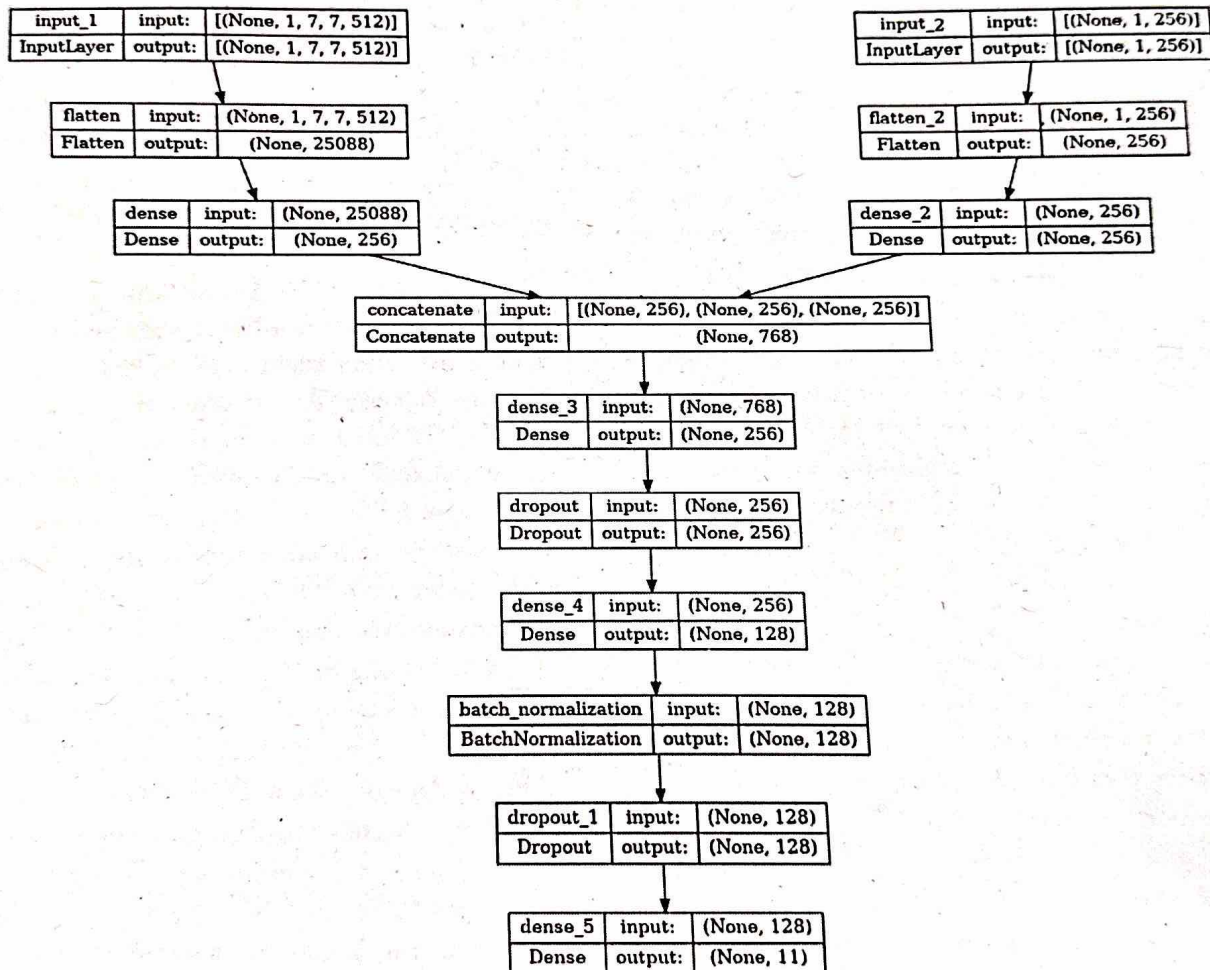 input_1 input: [(None, 1, 7, 7, 512)]
InputLayer output: [(None, 1, 7, 7, 512)]
input_2 input: [(None, 1, 256)]
InputLayer output: [(None, 1, 256)]
flatten input: (None, 1, 7, 7, 512)
Flatten output: (None, 25088)
flatten_2 input: (None, 1, 256)
Flatten output: (None, 256)
dense input: (None, 25088)
Dense output: (None, 256)
dense_2 input: (None, 256)
Dense output: (None, 256)
concatenate input: [(None, 256), (None, 256), (None, 256)]
Concatenate output: (None, 768)
dense_3 input: (None, 768)
Dense output: (None, 256)
dropout input: (None, 256)
Dropout output: (None, 256)
dense_4 input: (None, 256)
Dense output: (None, 128)
batch_normalization input: (None, 128)
BatchNormalization output: (None, 128)
dropout_1 input: (None, 128)
Dropout output: (None, 128)
dense_5 input: (None, 128)
Dense output: (None, 11)